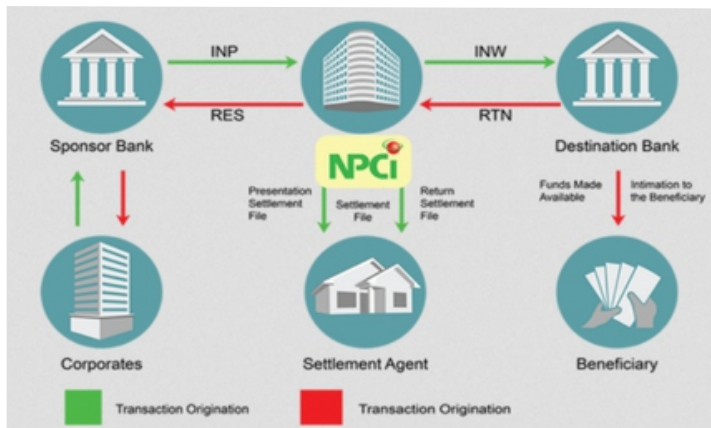 INP
INW
RES
RTN
Sponsor Bank
Destination Bank
NPCi
Presentation
Settlement
File
Settlement
File
Return
Settlement
File
Funds Made
Available
Intimation to
the Beneficiary
Corporates
Settlement Agent
Beneficiary
Transaction Origination
Transaction Origination